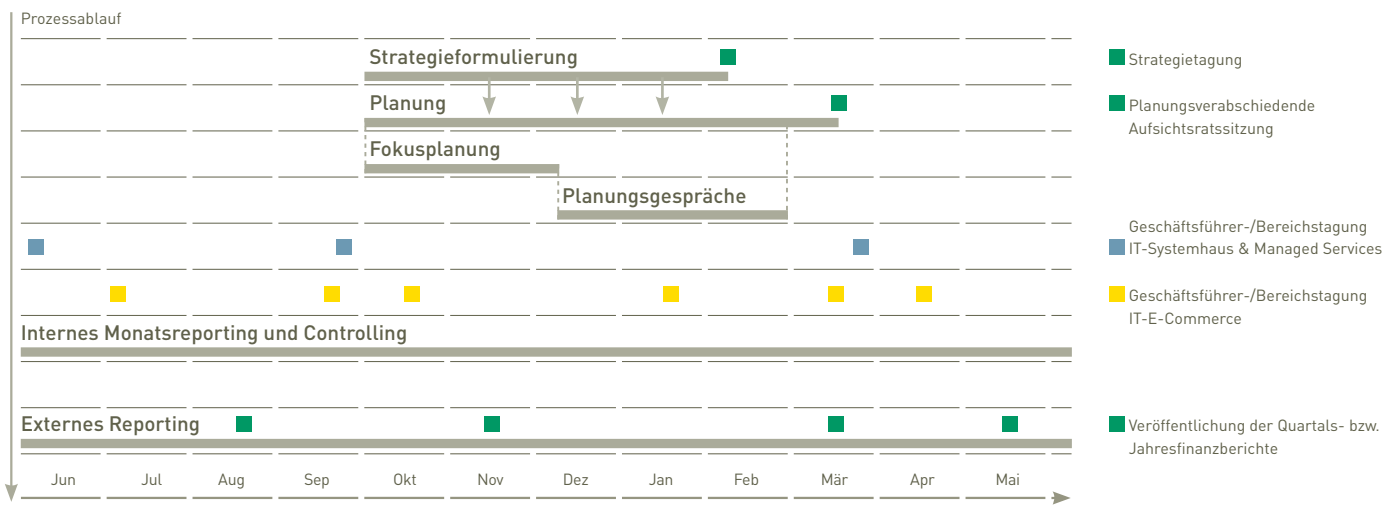 Prozessablauf
Strategieformulierung
Strategietagung
Planung
Planungsverabschiedende
Aufsichtsratssitzung
Fokusplanung
Planungsgespräche
Geschäftsführer-/Bereichstagung
IT-Systemhaus & Managed Services
Geschäftsführer-/Bereichstagung
IT-E-Commerce
Internes Monatsreporting und Controlling
Externes Reporting
Veröffentlichung der Quartals- bzw.
Jahresfinanzberichte
Jun Jul Aug Sep Okt Nov Dez Jan Feb Mär Apr Mai